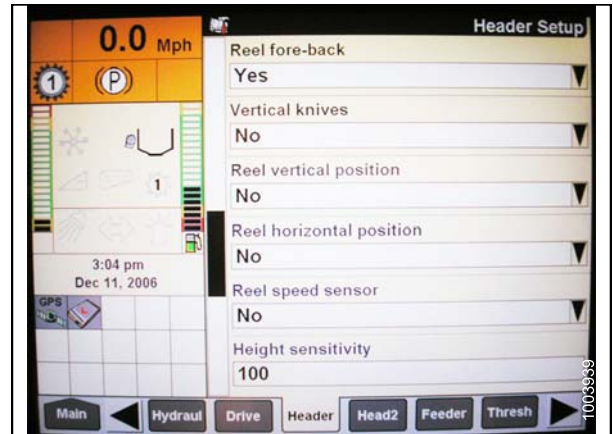 0.0 Mph
Header Setup
1
(P)
Reel fore-back
Yes
Vertical knives
No
1
Reel vertical position
No
Reel horizontal position
No
3:04 pm
Dec 11, 2006
Reel speed sensor
No
GPS
Height sensitivity
100
Main
Hydraul
Drive
Header
Head2
Feeder
Thresh
1003939